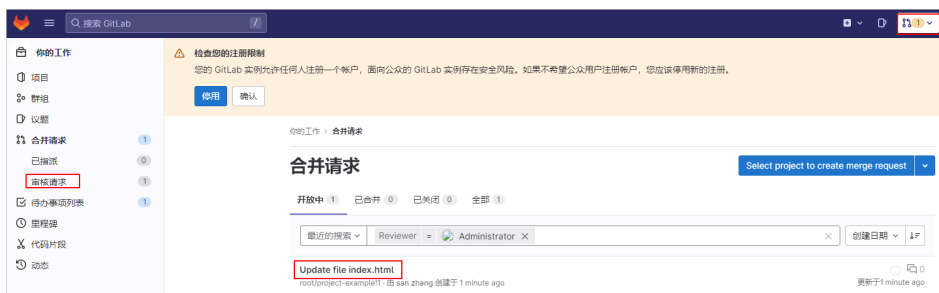 搜索 GitLab /
1
你的工作
项目
群组
议题
合并请求 1
已指派 0
审核请求 1
待办事项列表 1
里程碑
代码片段
动态
检查您的注册限制
您的 GitLab 实例允许任何人注册一个帐户，面向公众的 GitLab 实例存在安全风险。如果不希望公众用户注册帐户，您应该停用新的注册。
停用 确认
你的工作 › 合并请求
合并请求
Select project to create merge request
开放中 1 已合并 0 已关闭 0 全部 1
最近的搜索 Reviewer = Administrator × × 创建日期
Update file index.html 0
root/project-example!1 · 由 san zhang 创建于 1 minute ago 更新于1 minute ago